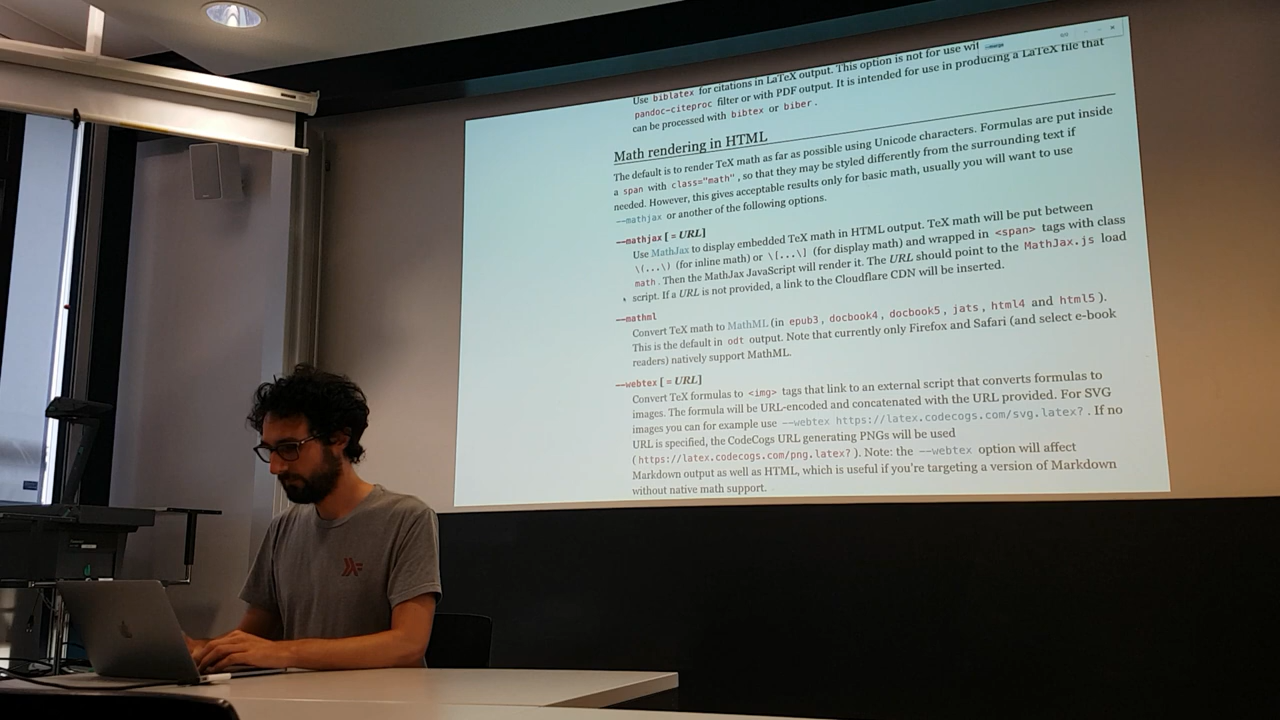 Use biblatex for citations in LaTeX output. This option is not for use wit
pandoc-citeproc filter or with PDF output. It is intended for use in producing a LaTeX file that
can be processed with bibtex or biber.
Math rendering in HTML
The default is to render TeX math as far as possible using Unicode characters. Formulas are put inside
a span with class="math", so that they may be styled differently from the surrounding text if
needed. However, this gives acceptable results only for basic math, usually you will want to use
--mathjax or another of the following options.
--mathjax[=URL]
Use MathJax to display embedded TeX math in HTML output. TeX math will be put between
\(...\) (for inline math) or \[...\] (for display math) and wrapped in <span> tags with class
math. Then the MathJax JavaScript will render it. The URL should point to the MathJax.js load
script. If a URL is not provided, a link to the Cloudflare CDN will be inserted.
--mathml
Convert TeX math to MathML (in epub3, docbook4, docbook5, jats, html4 and html5).
This is the default in odt output. Note that currently only Firefox and Safari (and select e-book
readers) natively support MathML.
--webtex[=URL]
Convert TeX formulas to <img> tags that link to an external script that converts formulas to
images. The formula will be URL-encoded and concatenated with the URL provided. For SVG
images you can for example use --webtex https://latex.codecogs.com/svg.latex?. If no
URL is specified, the CodeCogs URL generating PNGs will be used
(https://latex.codecogs.com/png.latex?). Note: the --webtex option will affect
Markdown output as well as HTML, which is useful if you're targeting a version of Markdown
without native math support.